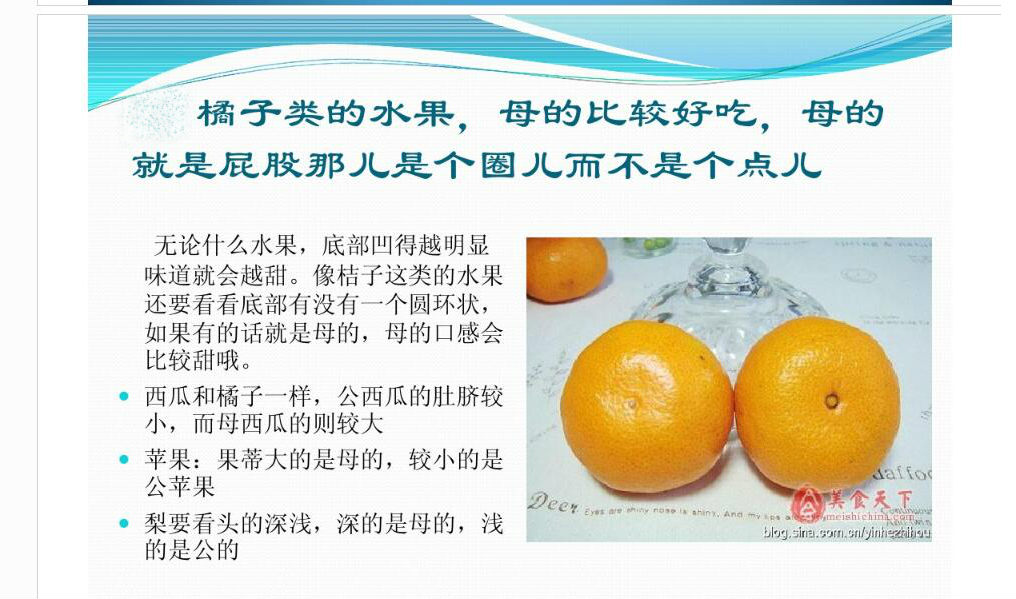 橘子类的水果，母的比较好吃，母的
就是屁股那儿是个圈儿而不是个点儿
无论什么水果，底部凹得越明显
味道就会越甜。像桔子这类的水果
还要看看底部有没有一个圆环状，
如果有的话就是母的，母的口感会
比较甜哦。
西瓜和橘子一样，公西瓜的肚脐较
小，而母西瓜的则较大
苹果：果蒂大的是母的，较小的是
公苹果
梨要看头的深浅，深的是母的，浅
的是公的
Deer
Eyes are shiny nose is shiny, And my
美食天下
meishichina.com
blog.sina.com.cn/yinhezhihou